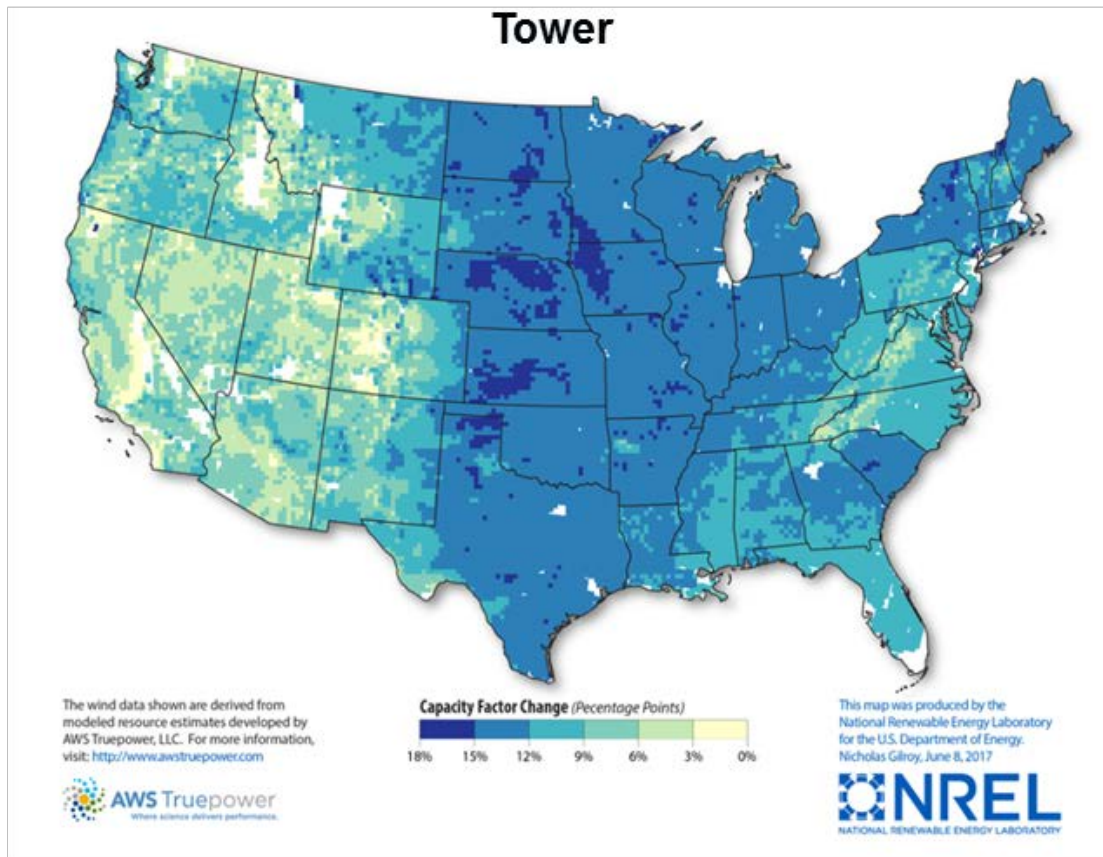 Tower
The wind data shown are derived from
modeled resource estimates developed by
AWS Truepower, LLC. For more information,
visit: http://www.awstruepower.com
AWS Truepower
Where science delivers performance.
Capacity Factor Change (Pecentage Points)
18% 15% 12% 9% 6% 3% 0%
This map was produced by the
National Renewable Energy Laboratory
for the U.S. Department of Energy.
Nicholas Gilroy, June 8, 2017
NREL
NATIONAL RENEWABLE ENERGY LABORATORY